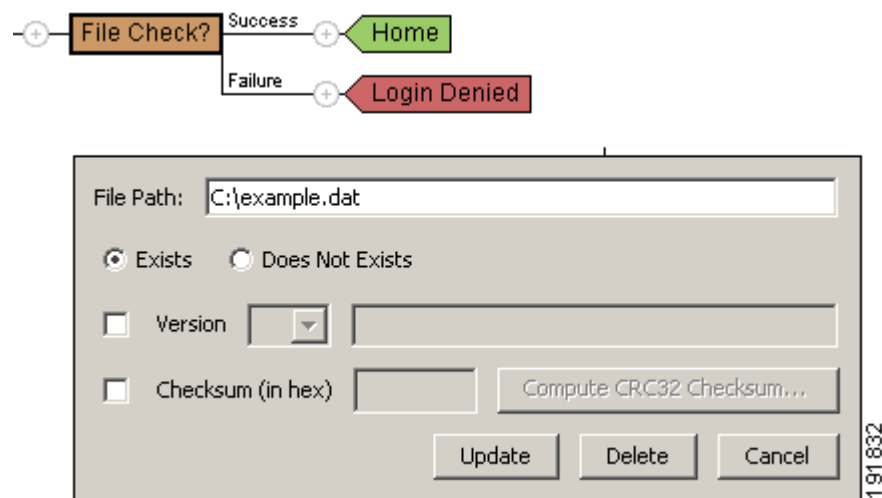 File Check?
Success
Home
Failure
Login Denied
File Path: C:\example.dat
Exists Does Not Exists
Version
Checksum (in hex) Compute CRC32 Checksum...
Update Delete Cancel
191832